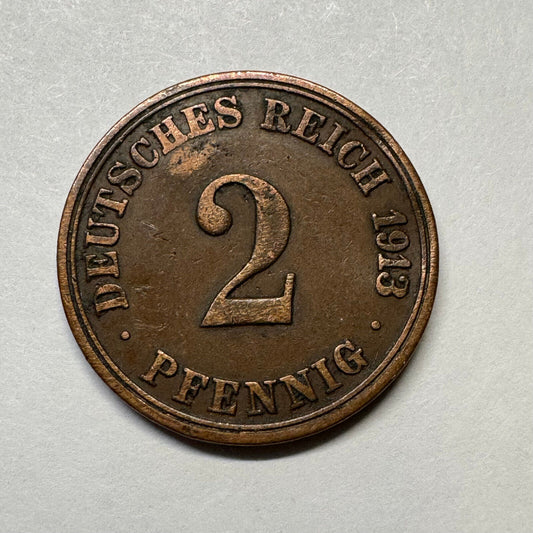 DEUTSCHES REICH 1913
2
· PFENNIG ·